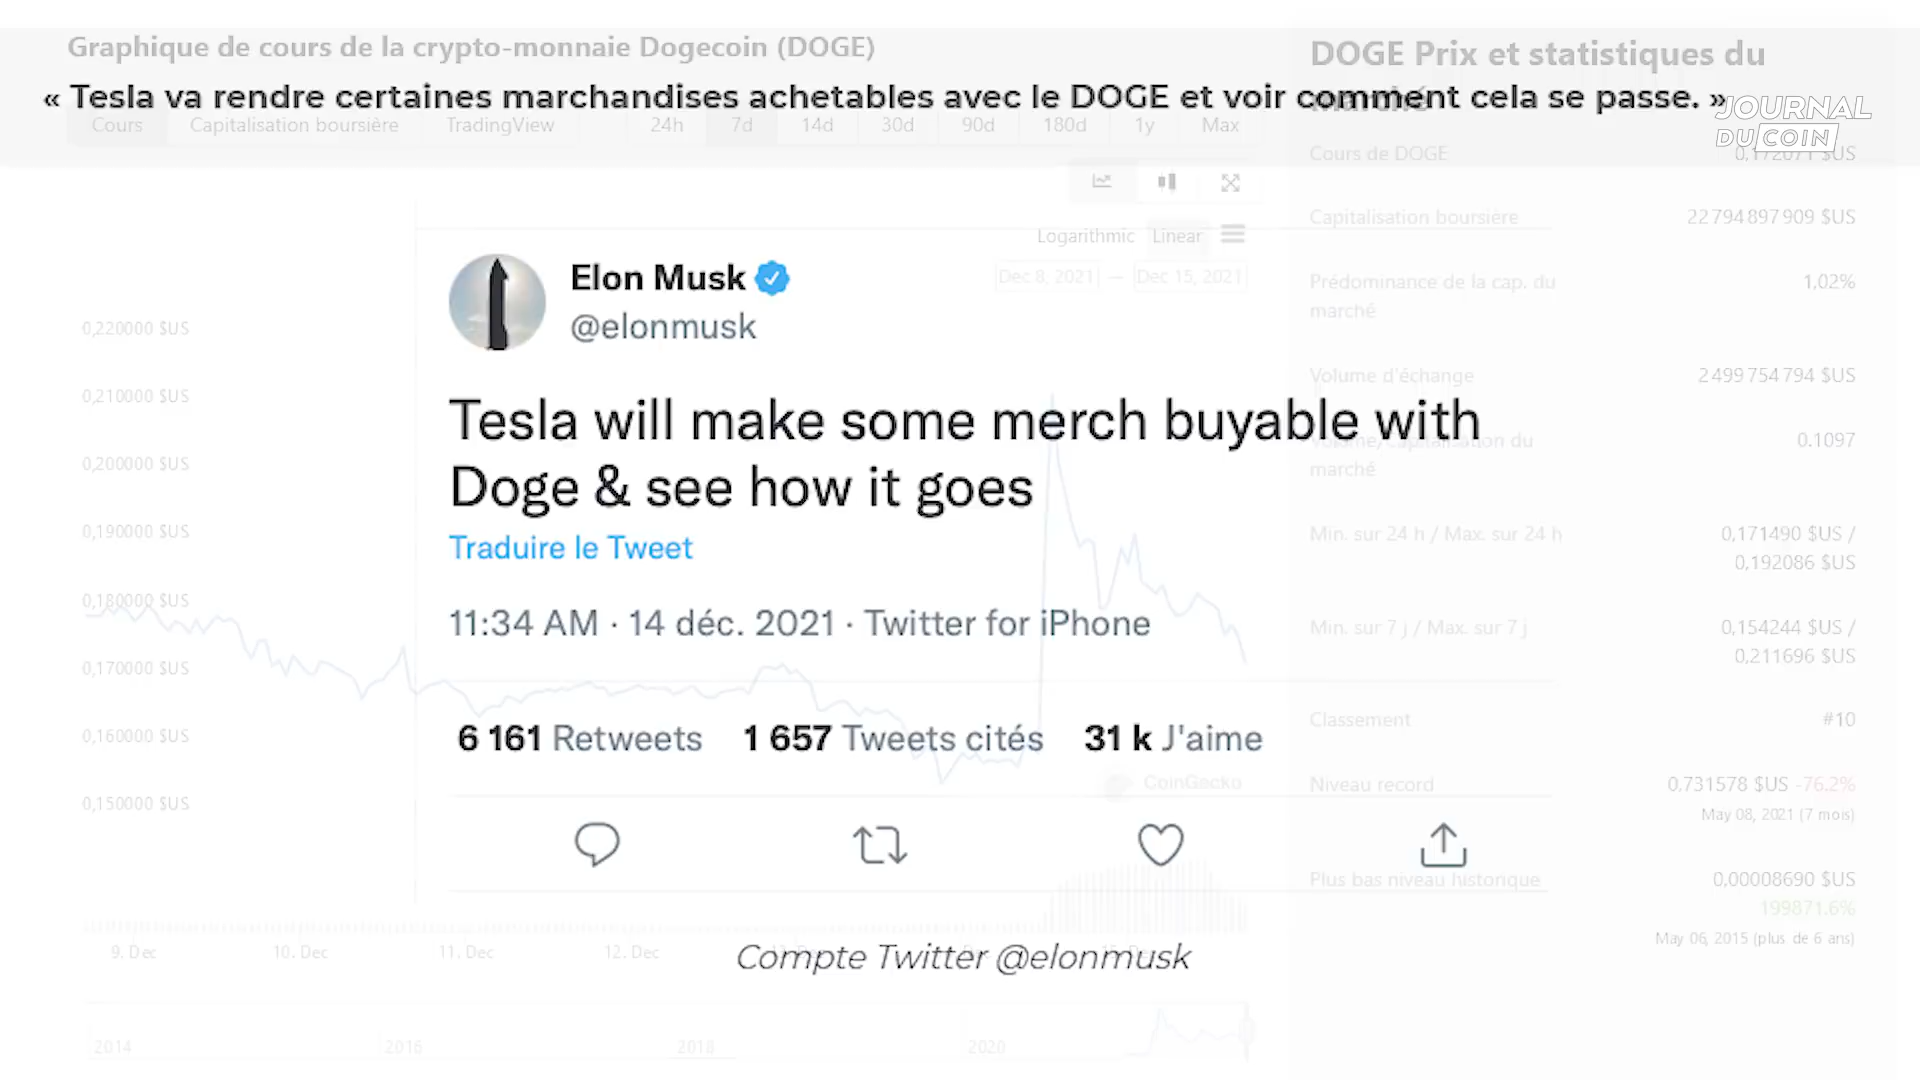 Graphique de cours de la crypto-monnaie Dogecoin (DOGE)
« Tesla va rendre certaines marchandises achetables avec le DOGE et voir comment cela se passe. »
JOURNAL
DU COIN
Cours Capitalisation boursière TradingView 24h 7d 14d 30d 90d 180d 1y Max
Logarithmic Linear
Dec 8, 2021 — Dec 15, 2021
Elon Musk
@elonmusk
Tesla will make some merch buyable with
Doge & see how it goes
Traduire le Tweet
11:34 AM · 14 déc. 2021 · Twitter for iPhone
6 161 Retweets 1 657 Tweets cités 31 k J'aime
CoinGecko
Compte Twitter @elonmusk
0,220000 $US
0,210000 $US
0,200000 $US
0,190000 $US
0,180000 $US
0,170000 $US
0,160000 $US
0,150000 $US
9. Dec 10. Dec 11. Dec 12. Dec
2014 2016 2018 2020
DOGE Prix et statistiques du
marché
Cours de DOGE 0,172071 $US
Capitalisation boursière 22 794 897 909 $US
Prédominance de la cap. du 1.02%
marché
Volume d'échange 2 499 754 794 $US
Volume/Capitalisation du 0.1097
marché
Min. sur 24 h / Max. sur 24 h 0,171490 $US /
0,192086 $US
Min. sur 7 j / Max. sur 7 j 0,154244 $US /
0,211696 $US
Classement #10
Niveau record 0,731578 $US -76.2%
May 08, 2021 (7 mois)
Plus bas niveau historique 0,00008690 $US
199871.6%
May 06, 2015 (plus de 6 ans)